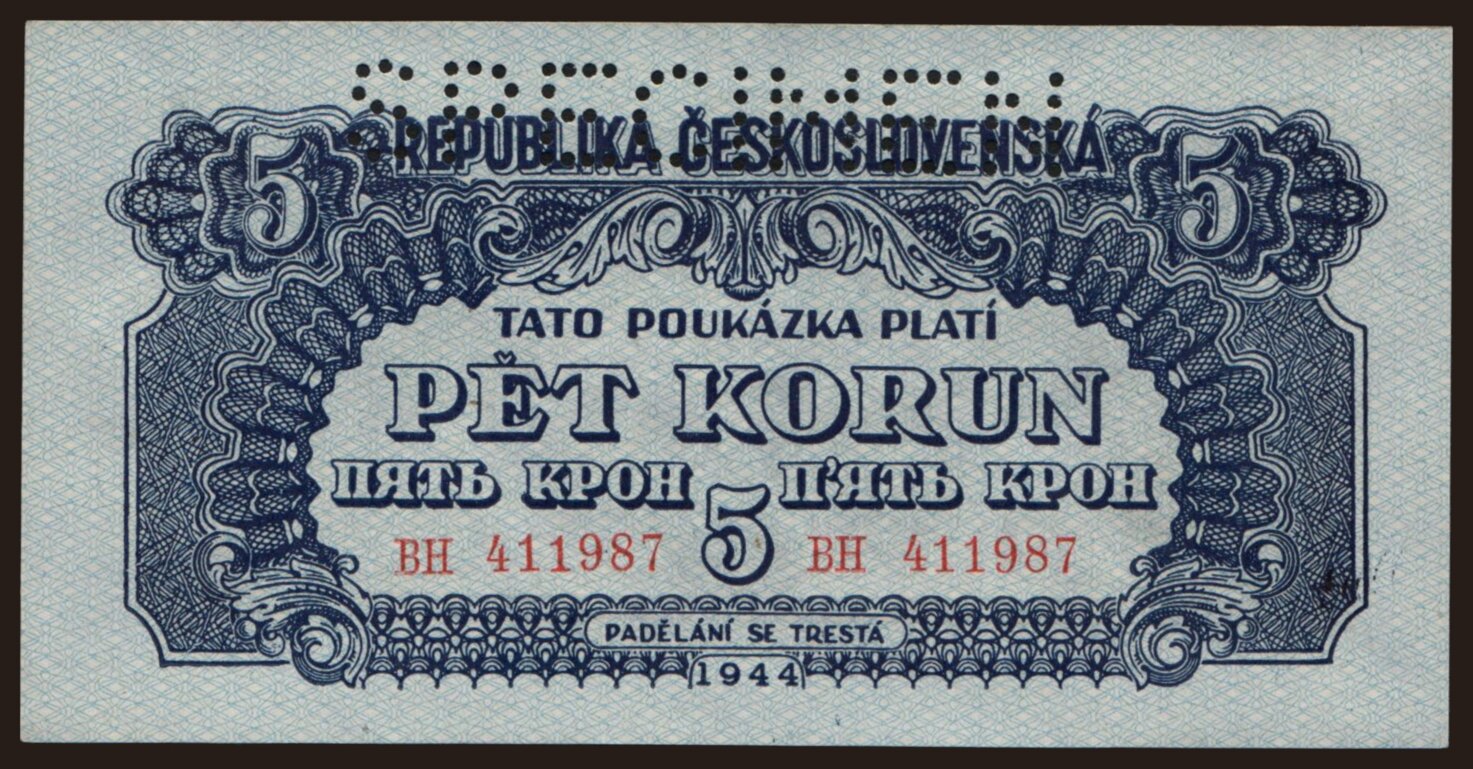 SPECIMEN
REPUBLIKA ČESKOSLOVENSKÁ
5 5
TATO POUKÁZKA PLATÍ
PĚT KORUN
ПЯТЬ КРОН П'ЯТЬ КРОН
BH 411987 5 BH 411987
PADĚLÁNÍ SE TRESTÁ
1944